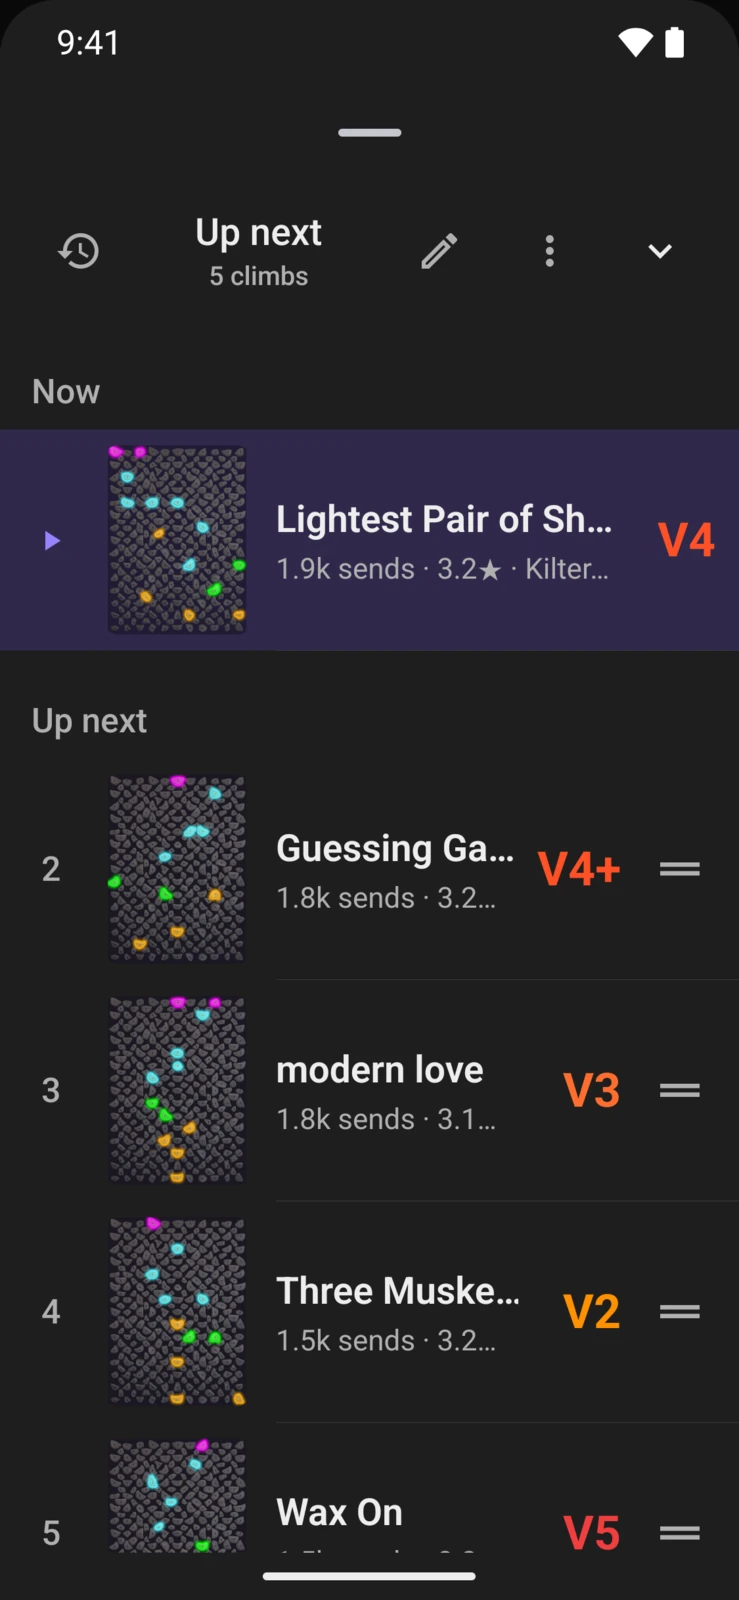 9:41
Up next
5 climbs
Now
Lightest Pair of Sh...
1.9k sends · 3.2★ · Kilter...
V4
Up next
2
Guessing Ga...
1.8k sends · 3.2...
V4+
3
modern love
1.8k sends · 3.1...
V3
4
Three Muske...
1.5k sends · 3.2...
V2
5
Wax On
V5